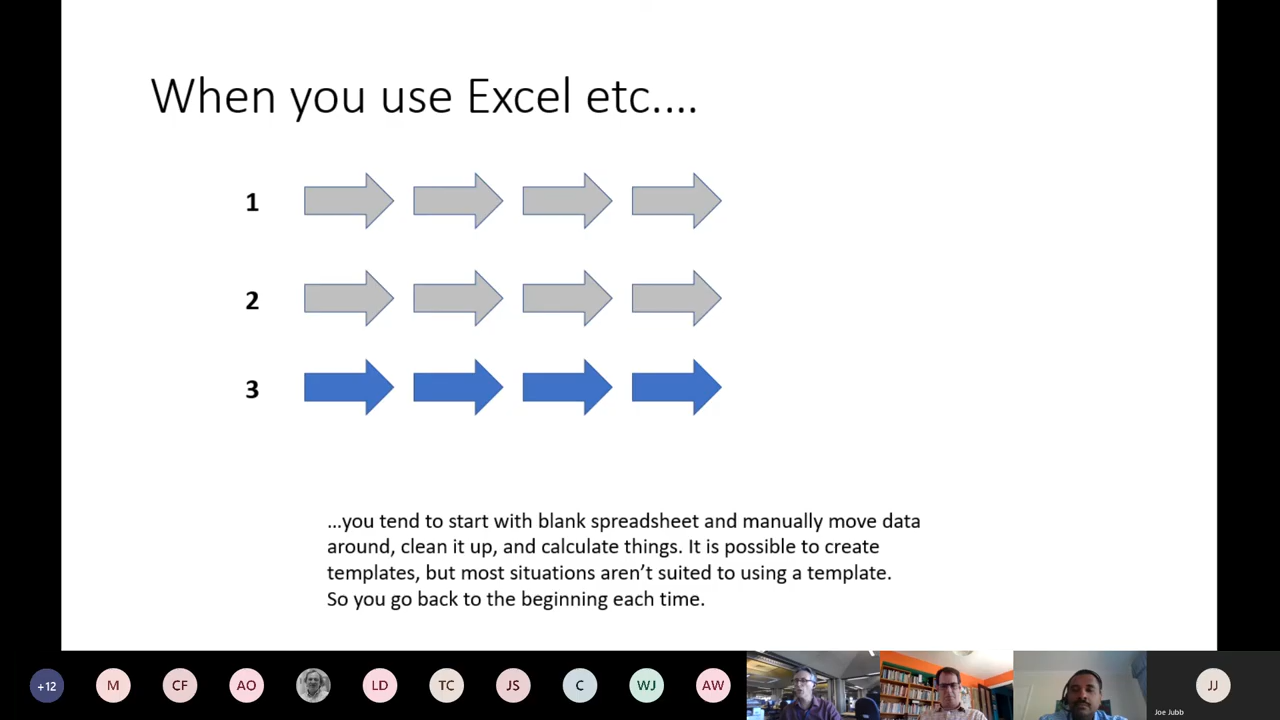 When you use Excel etc....
1
2
3
...you tend to start with blank spreadsheet and manually move data
around, clean it up, and calculate things. It is possible to create
templates, but most situations aren't suited to using a template.
So you go back to the beginning each time.
+12
M
CF
AO
LD
TC
JS
C
WJ
AW
JJ
Joe Jubb